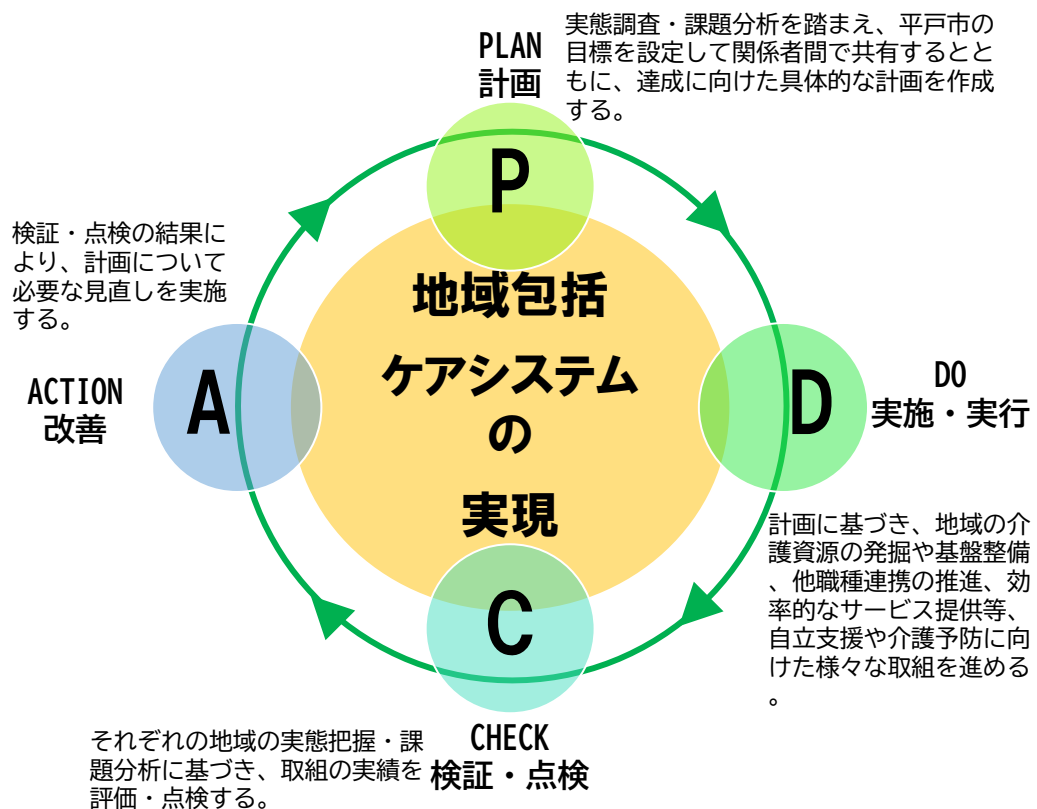 PLAN
計画
実態調査・課題分析を踏まえ、平戸市の
目標を設定して関係者間で共有するとと
もに、達成に向けた具体的な計画を作成
する。
P
検証・点検の結果に
より、計画について
必要な見直しを実施
する。
地域包括
ケアシステム
の
実現
ACTION
改善
A
D
DO
実施・実行
計画に基づき、地域の介
護資源の発掘や基盤整備
、他職種連携の推進、効
率的なサービス提供等、
自立支援や介護予防に向
けた様々な取組を進める
。
C
CHECK
検証・点検
それぞれの地域の実態把握・課
題分析に基づき、取組の実績を
評価・点検する。